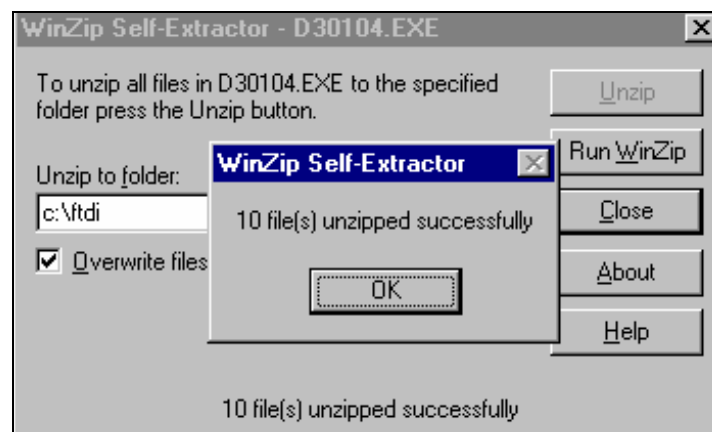 WinZip Self-Extractor - D30104.EXE
To unzip all files in D30104.EXE to the specified
folder press the Unzip button.
Unzip
Run WinZip
Unzip to folder:
c:\ftdi
Close
Overwrite files
About
Help
WinZip Self-Extractor
10 file(s) unzipped successfully
OK
10 file(s) unzipped successfully